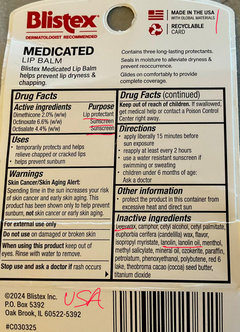 Blistex®
DERMATOLOGIST RECOMMENDED
MADE IN THE USA
WITH GLOBAL MATERIALS
RECYCLABLE
CARD
MEDICATED
LIP BALM
Blistex Medicated Lip Balm
helps prevent lip dryness &
chapping.
Contains three long-lasting protectants.
Seals in moisture to alleviate dryness &
prevent reoccurrence.
Glides on comfortably to provide
complete coverage.
Drug Facts
Active ingredients Purpose
Dimethicone 2.0% (w/w) Lip protectant
Octinoxate 6.6% (w/w) Sunscreen
Octisalate 4.4% (w/w) Sunscreen
Uses
• temporarily protects and helps
relieve chapped or cracked lips
• helps prevent sunburn
Warnings
Skin Cancer/Skin Aging Alert:
Spending time in the sun increases your risk
of skin cancer and early skin aging. This
product has been shown only to help prevent
sunburn, not skin cancer or early skin aging.
For external use only
Do not use on damaged or broken skin
When using this product keep out of
eyes. Rinse with water to remove.
Stop use and ask a doctor if rash occurs
Drug Facts (continued)
Keep out of reach of children. If swallowed,
get medical help or contact a Poison Control
Center right away.
Directions
• apply liberally 15 minutes before
sun exposure
• reapply at least every 2 hours
• use a water resistant sunscreen if
swimming or sweating
• children under 6 months of age:
Ask a doctor
Other information
• protect the product in this container from
excessive heat and direct sun
Inactive ingredients
beeswax, camphor, cetyl alcohol, cetyl palmitate,
euphorbia cerifera (candelilla) wax, flavor,
isopropyl myristate, lanolin, lanolin oil, menthol,
methyl salicylate, mineral oil, ozokerite, paraffin,
petrolatum, phenoxyethanol, polybutene, red 6
lake, theobroma cacao (cocoa) seed butter,
titanium dioxide
©2024 Blistex Inc. USA
P.O. Box 5392
Oak Brook, IL 60522-5392
#C030325